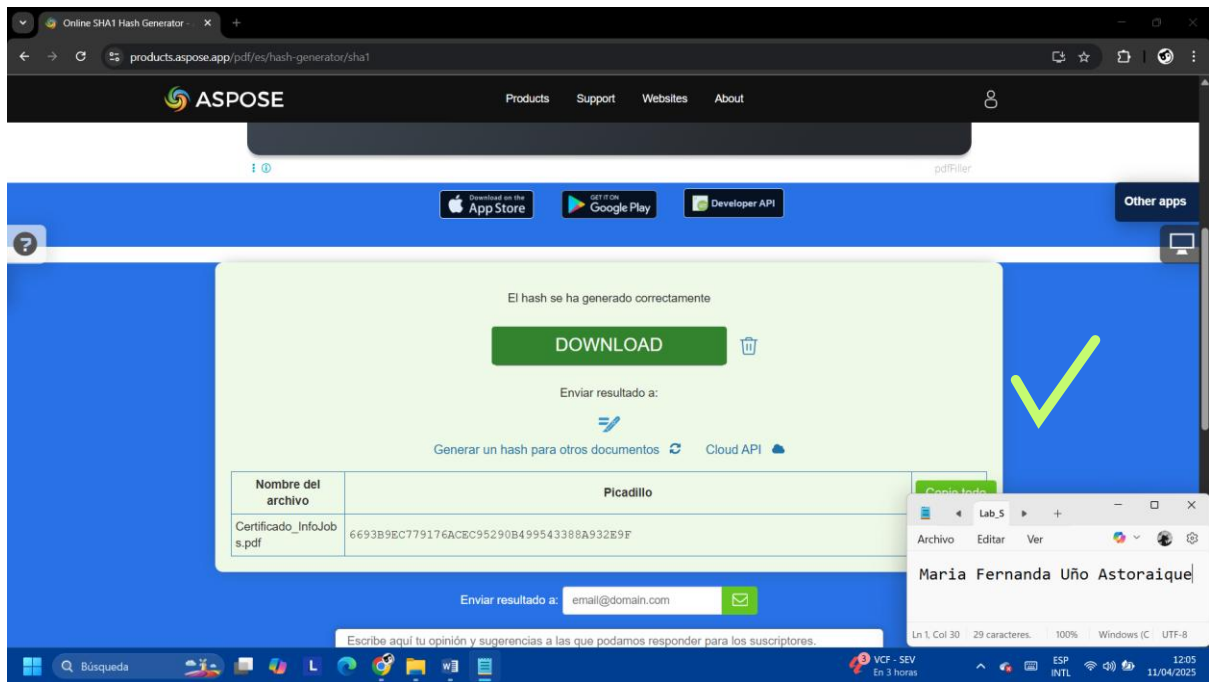 Online SHA1 Hash Generator -
products.aspose.app/pdf/es/hash-generator/sha1
ASPOSE
Products Support Websites About
pdfFiller
Download on the App Store
GET IT ON Google Play
Developer API
Other apps
El hash se ha generado correctamente
DOWNLOAD
Enviar resultado a:
Generar un hash para otros documentos Cloud API
Nombre del
archivo
Picadillo
Copie todo
Certificado_InfoJob
s.pdf
6693B9EC779176ACEC95290B499543388A932E9F
Lab_S
Archivo Editar Ver
Maria Fernanda Uño Astoraique
Ln 1, Col 30 29 caracteres. 100% Windows (C UTF-8
Enviar resultado a: email@domain.com
Escribe aquí tu opinión y sugerencias a las que podamos responder para los suscriptores.
Búsqueda
3
VCF - SEV
En 3 horas
ESP
INTL
12:05
11/04/2025